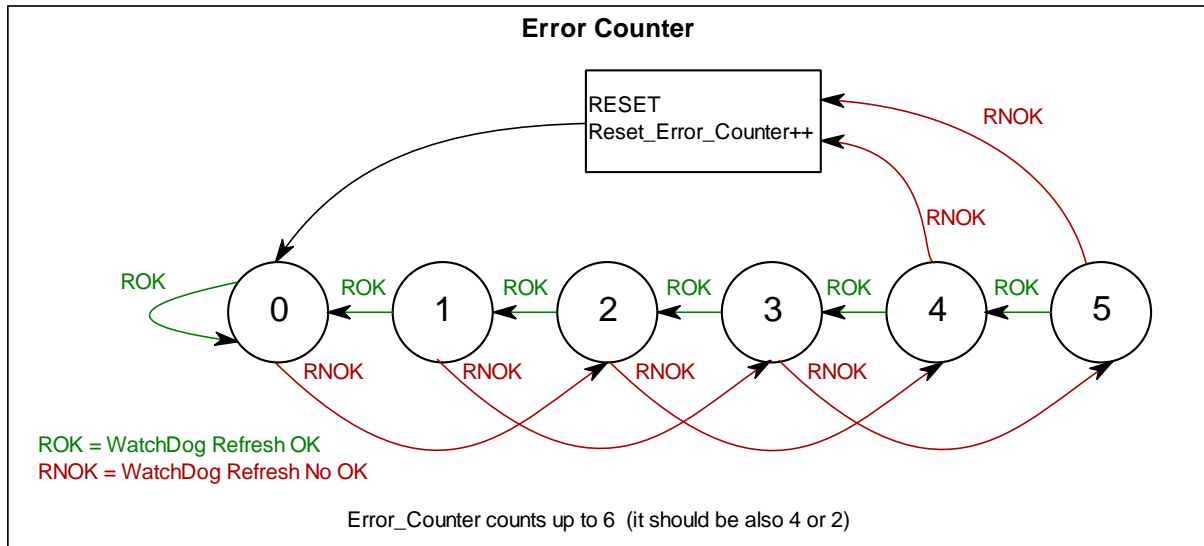 Error Counter
RESET
Reset_Error_Counter++
RNOK
RNOK
ROK
ROK
ROK
ROK
ROK
ROK
0
1
2
3
4
5
RNOK
RNOK
RNOK
RNOK
ROK = WatchDog Refresh OK
RNOK = WatchDog Refresh No OK
Error_Counter counts up to 6 (it should be also 4 or 2)